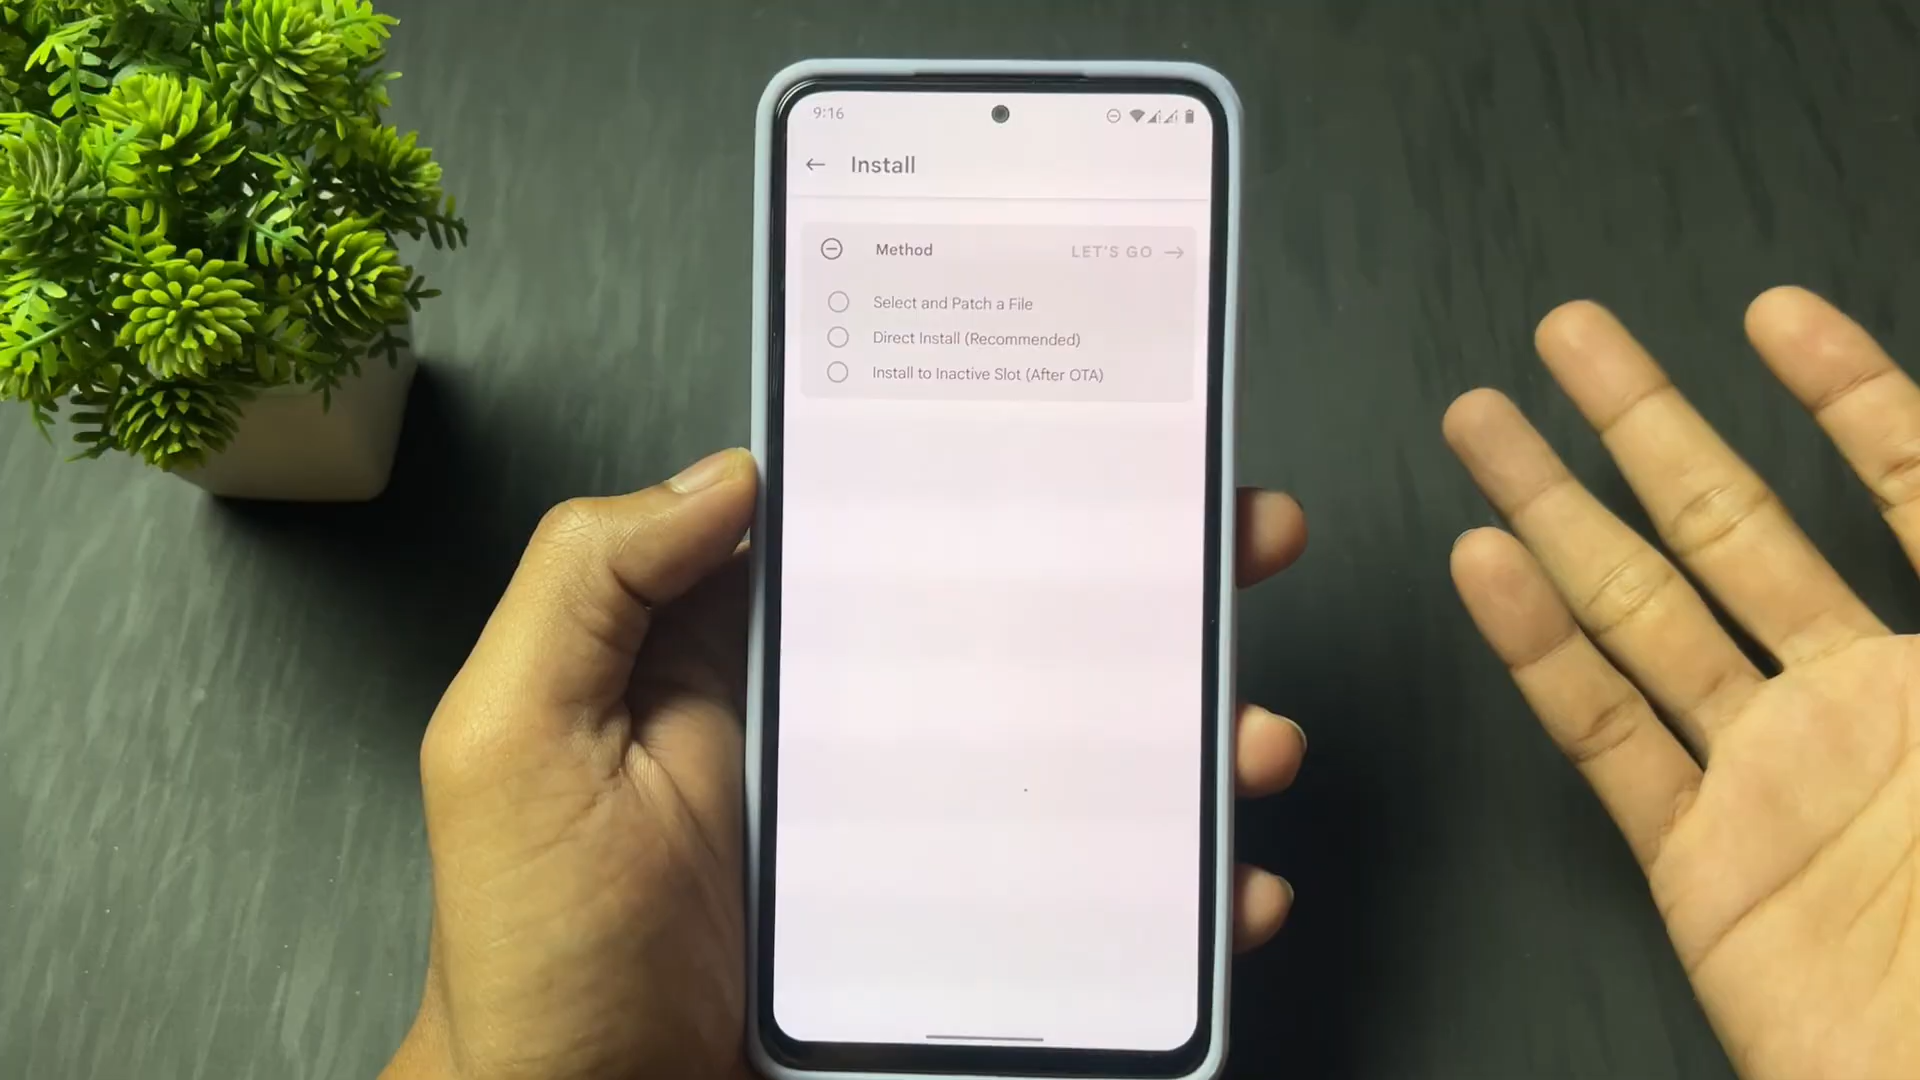 9:16
Install
Method
LET'S GO
Select and Patch a File
Direct Install (Recommended)
Install to Inactive Slot (After OTA)